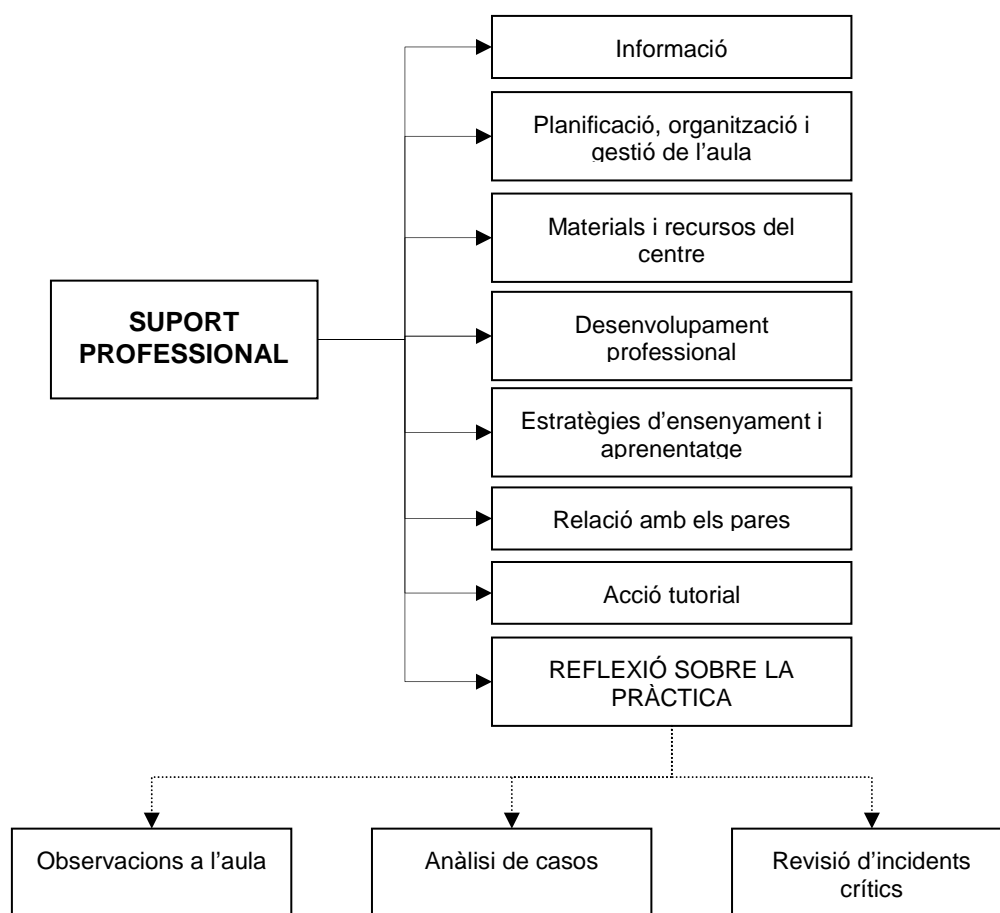 Informació
Planificació, organització i
gestió de l’aula
Materials i recursos del
centre
SUPORT
PROFESSIONAL
Desenvolupament
professional
Estratègies d’ensenyament i
aprenentatge
Relació amb els pares
Acció tutorial
REFLEXIÓ SOBRE LA
PRÀCTICA
Observacions a l’aula
Anàlisi de casos
Revisió d’incidents
crítics